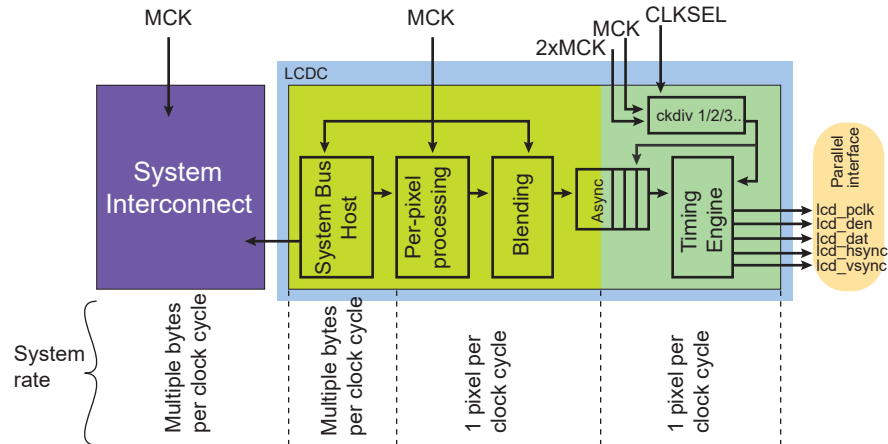 MCK
MCK
CLKSEL
MCK
2xMCK
LCDC
ckdiv 1/2/3..
System
Interconnect
System Bus
Host
Per-pixel
processing
Blending
Async
Timing
Engine
Parallel
interface
lcd_pclk
lcd_den
lcd_dat
lcd_hsync
lcd_vsync
System
rate
Multiple bytes
per clock cycle
Multiple bytes
per clock cycle
1 pixel per
clock cycle
1 pixel per
clock cycle